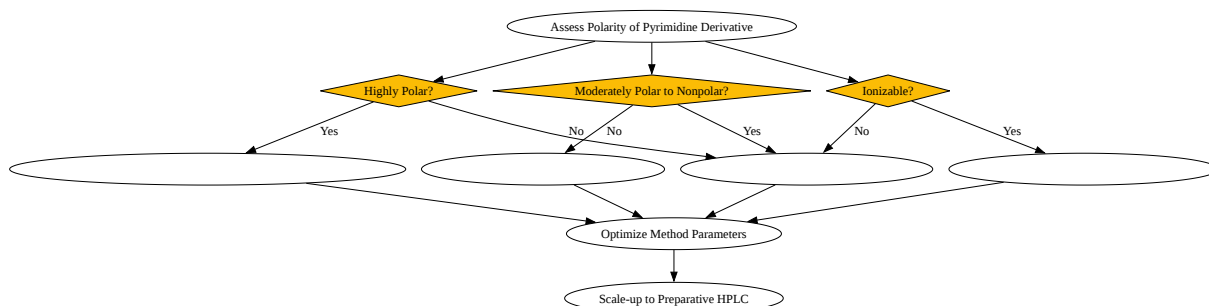 Assess Polarity of Pyrimidine Derivative
Highly Polar?
Moderately Polar to Nonpolar?
Ionizable?
Yes
No
No
Yes
No
Yes
Optimize Method Parameters
Scale-up to Preparative HPLC